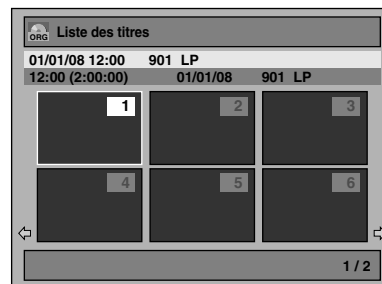 ORG Liste des titres
01/01/08 12:00 901 LP
12:00 (2:00:00) 01/01/08 901 LP
1 2 3
4 5 6
1 / 2